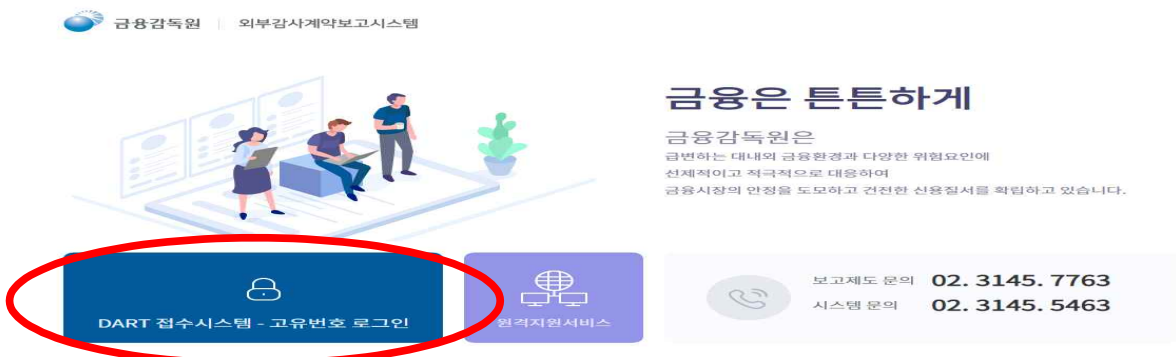 금융감독원 외부감사계약보고시스템
금융은 튼튼하게
금융감독원은
급변하는 대내외 금융환경과 다양한 위험요인에
선제적이고 적극적으로 대응하여
금융시장의 안정을 도모하고 건전한 신용질서를 확립하고 있습니다.
DART 접수시스템 - 고유번호 로그인
원격지원서비스
보고제도 문의 02. 3145. 7763
시스템 문의 02. 3145. 5463